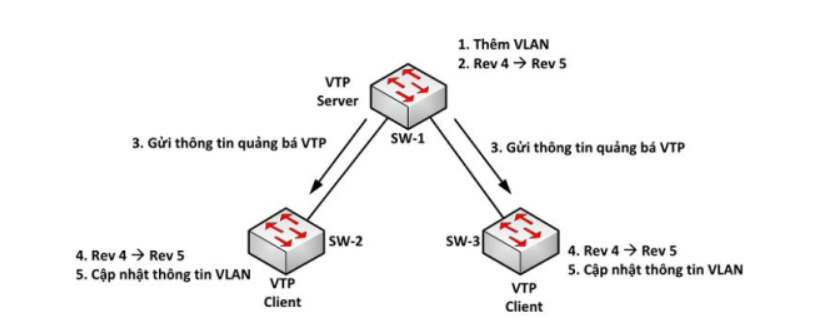 1. Thêm VLAN
2. Rev 4 → Rev 5
VTP
Server
SW-1
3. Gửi thông tin quảng bá VTP
3. Gửi thông tin quảng bá VTP
SW-2
4. Rev 4 → Rev 5
5. Cập nhật thông tin VLAN
VTP
Client
SW-3
4. Rev 4 → Rev 5
5. Cập nhật thông tin VLAN
VTP
Client